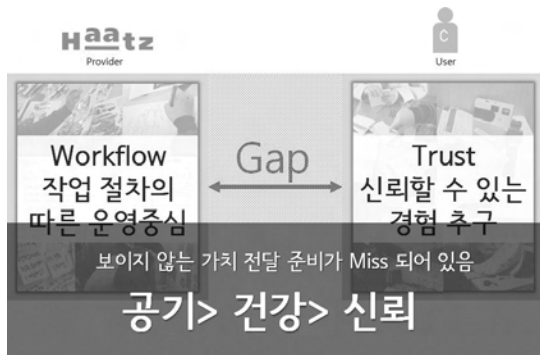 Haatz
Provider
C
User
Workflow
작업 절차의
따른 운영중심
Gap
Trust
신뢰할 수 있는
경험 추구
보이지 않는 가치 전달 준비가 Miss 되어 있음
공기> 건강> 신뢰